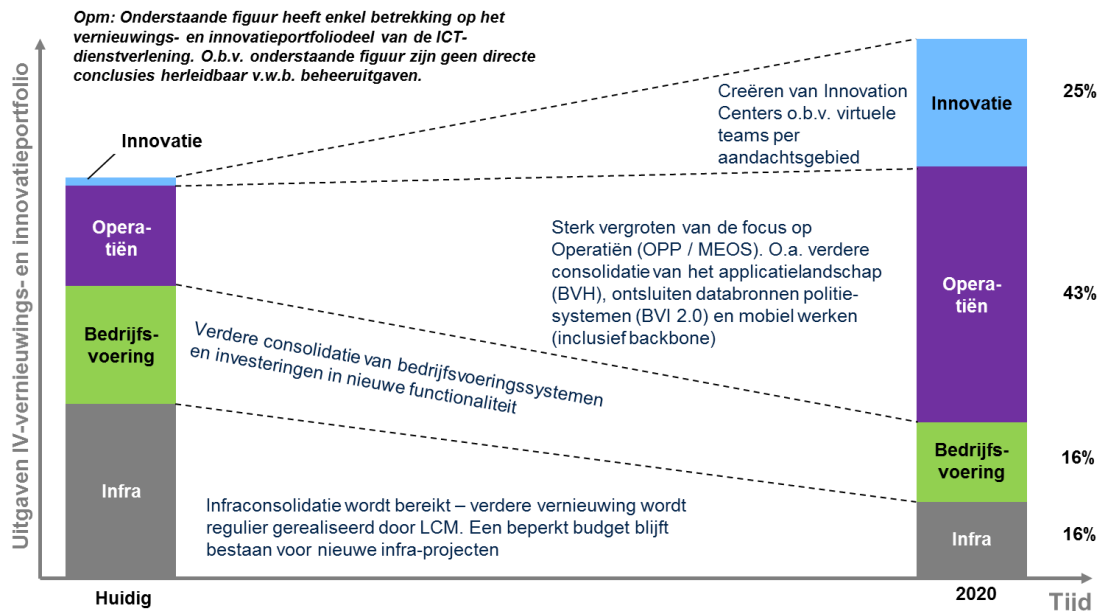 Opm: Onderstaande figuur heeft enkel betrekking op het
vernieuwings- en innovatieportfoliodeel van de ICT-
dienstverlening. O.b.v. onderstaande figuur zijn geen directe
conclusies herleidbaar v.w.b. beheeruitgaven.
Uitgaven IV-vernieuwings- en innovatieportfolio
Innovatie
Opera-
tiën
Bedrijfs-
voering
Infra
Huidig
Creëren van Innovation
Centers o.b.v. virtuele
teams per
aandachtsgebied
Sterk vergroten van de focus op
Operatiën (OPP / MEOS). O.a. verdere
consolidatie van het applicatielandschap
(BVH), ontsluiten databronnen politie-
systemen (BVI 2.0) en mobiel werken
(inclusief backbone)
Verdere consolidatie van bedrijfsvoeringssystemen
en investeringen in nieuwe functionaliteit
Infraconsolidatie wordt bereikt – verdere vernieuwing wordt
regulier gerealiseerd door LCM. Een beperkt budget blijft
bestaan voor nieuwe infra-projecten
Innovatie
25%
Opera-
tiën
43%
Bedrijfs-
voering
16%
Infra
16%
2020
Tijd